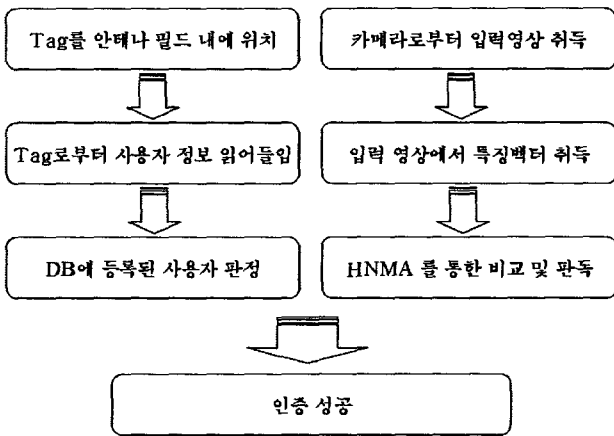 Tag를 안테나 필드 내에 위치
카메라로부터 입력영상 취득
Tag로부터 사용자 정보 읽어들임
입력 영상에서 특징백터 취득
DB에 등록된 사용자 판정
HNMA 를 통한 비교 및 판독
인증 성공